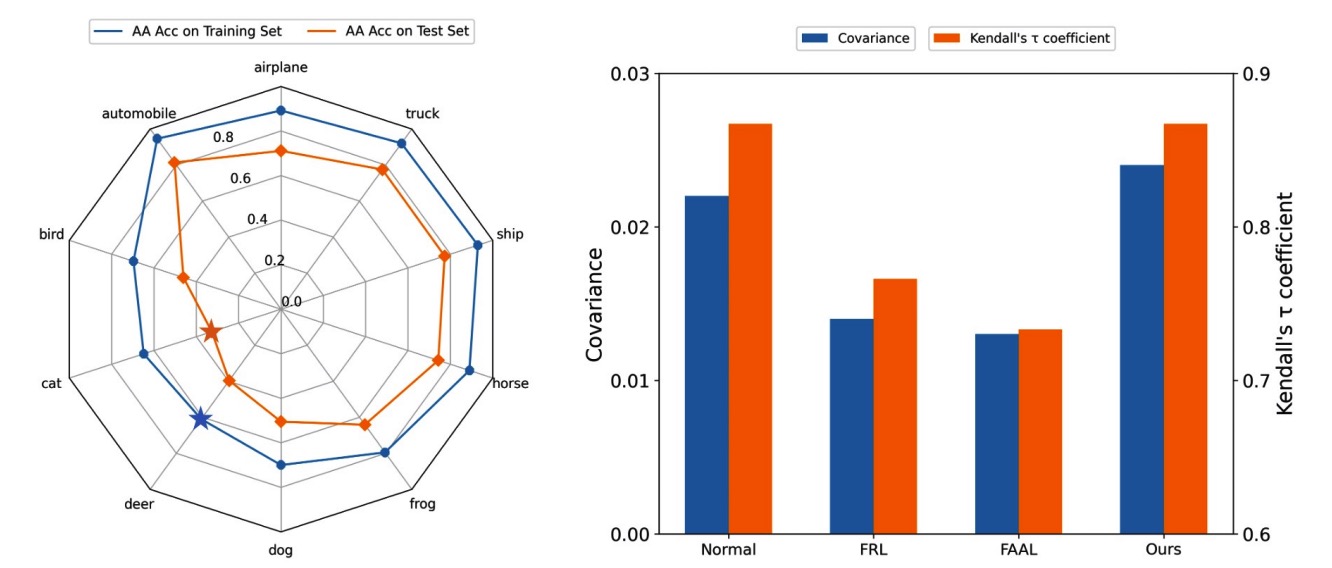 AA Acc on Training Set
AA Acc on Test Set
airplane
automobile
truck
0.8
0.6
bird
ship
0.4
0.2
0.0
cat
horse
deer
frog
dog
Covariance
Kendall's τ coefficient
0.03
0.9
0.02
0.8
Covariance
Kendall's τ coefficient
0.01
0.7
0.00
0.6
Normal
FRL
FAAL
Ours